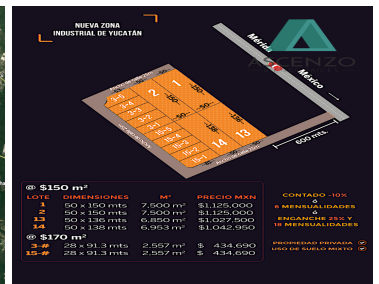 NUEVA ZONA
INDUSTRIAL DE YUCATÁN
Mérida
México
ASCENZO
600 mts.
2
1
14
13
@ $150 m²
LOTE DIMENSIONES M² PRECIO MXN
1 50 x 150 mts 7,500 m² $1,125,000
2 50 x 150 mts 7,500 m² $1,125,000
13 50 x 136 mts 6,850 m² $1,027,500
14 50 x 138 mts 6,953 m² $1,042,950
@ $170 m²
3-# 28 x 91.3 mts 2,557 m² $ 434,690
15-# 28 x 91.3 mts 2,557 m² $ 434,690
CONTADO -10%
ó
6 MENSUALIDADES
ó
ENGANCHE 25% Y
18 MENSUALIDADES
PROPIEDAD PRIVADA
USO DE SUELO MIXTO